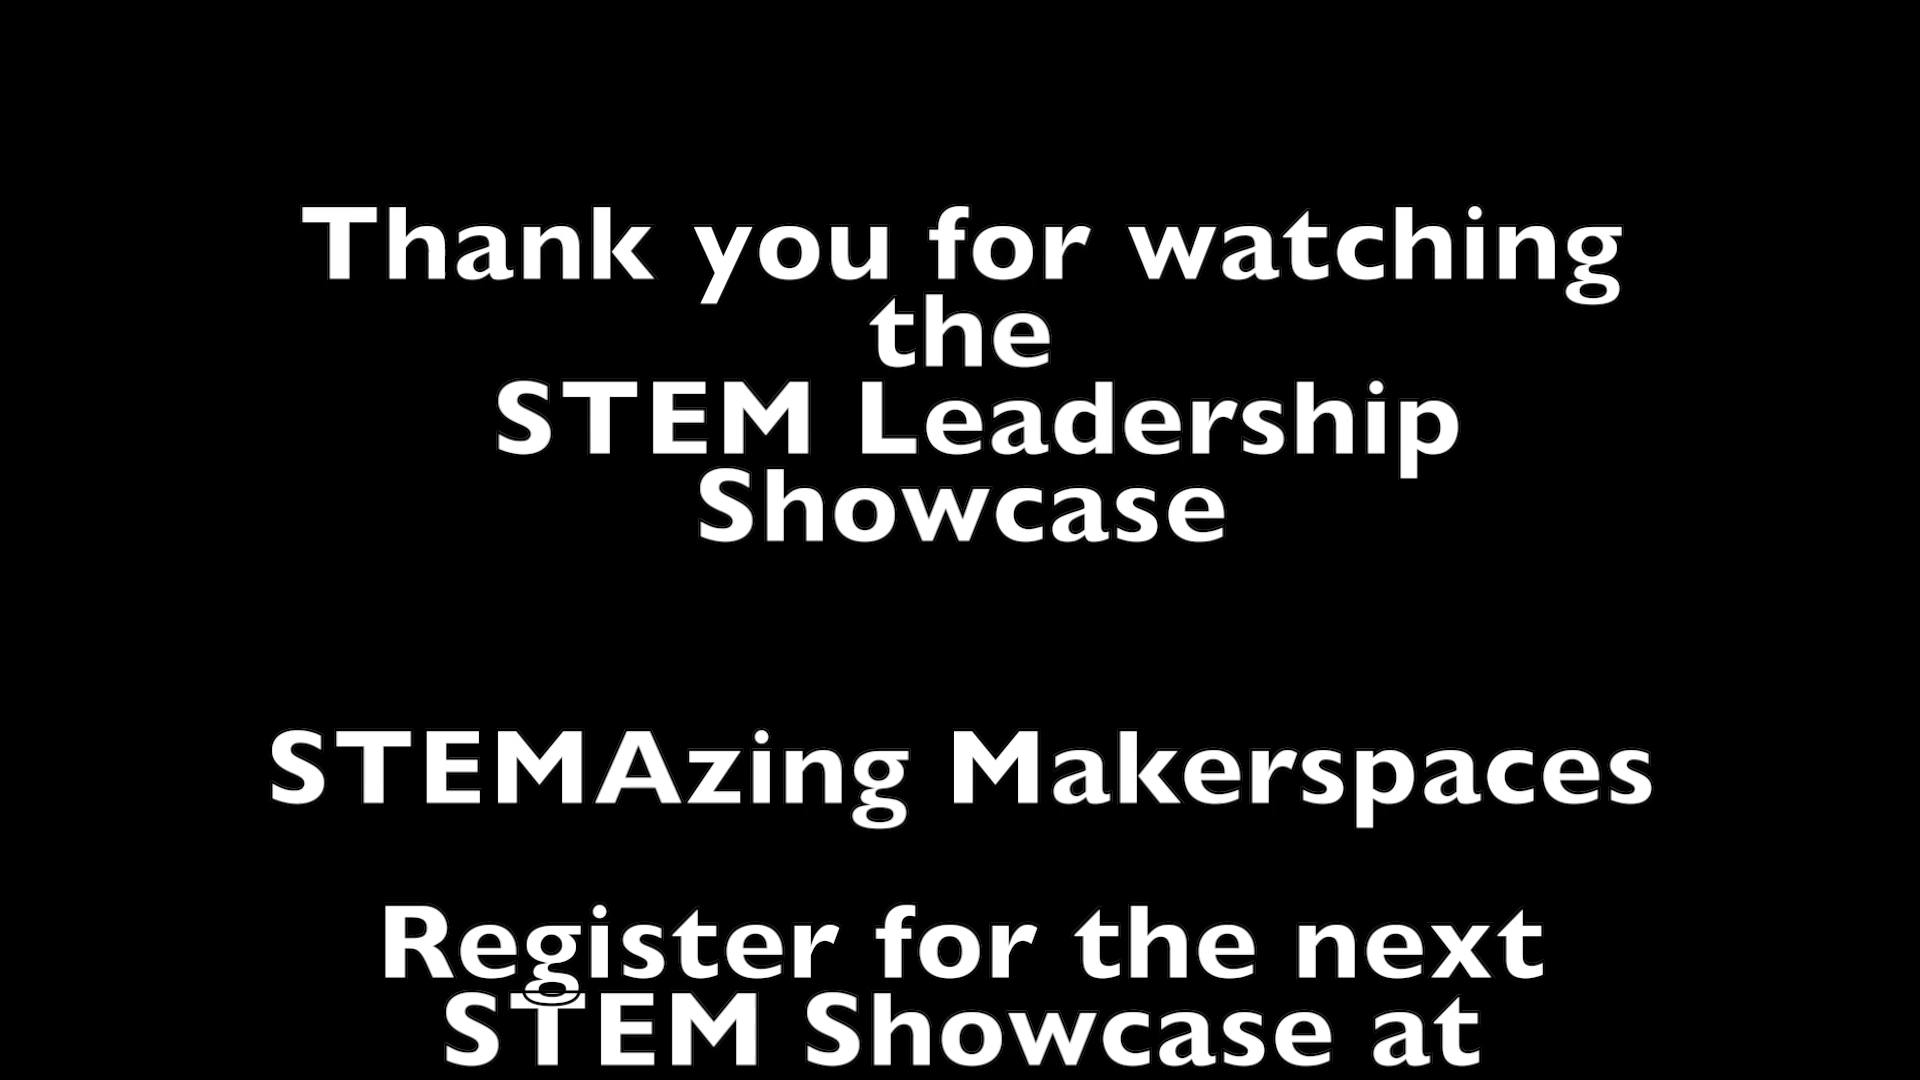 Thank you for watching
the
STEM Leadership
Showcase
STEMAzing Makerspaces
Register for the next
STEM Showcase at